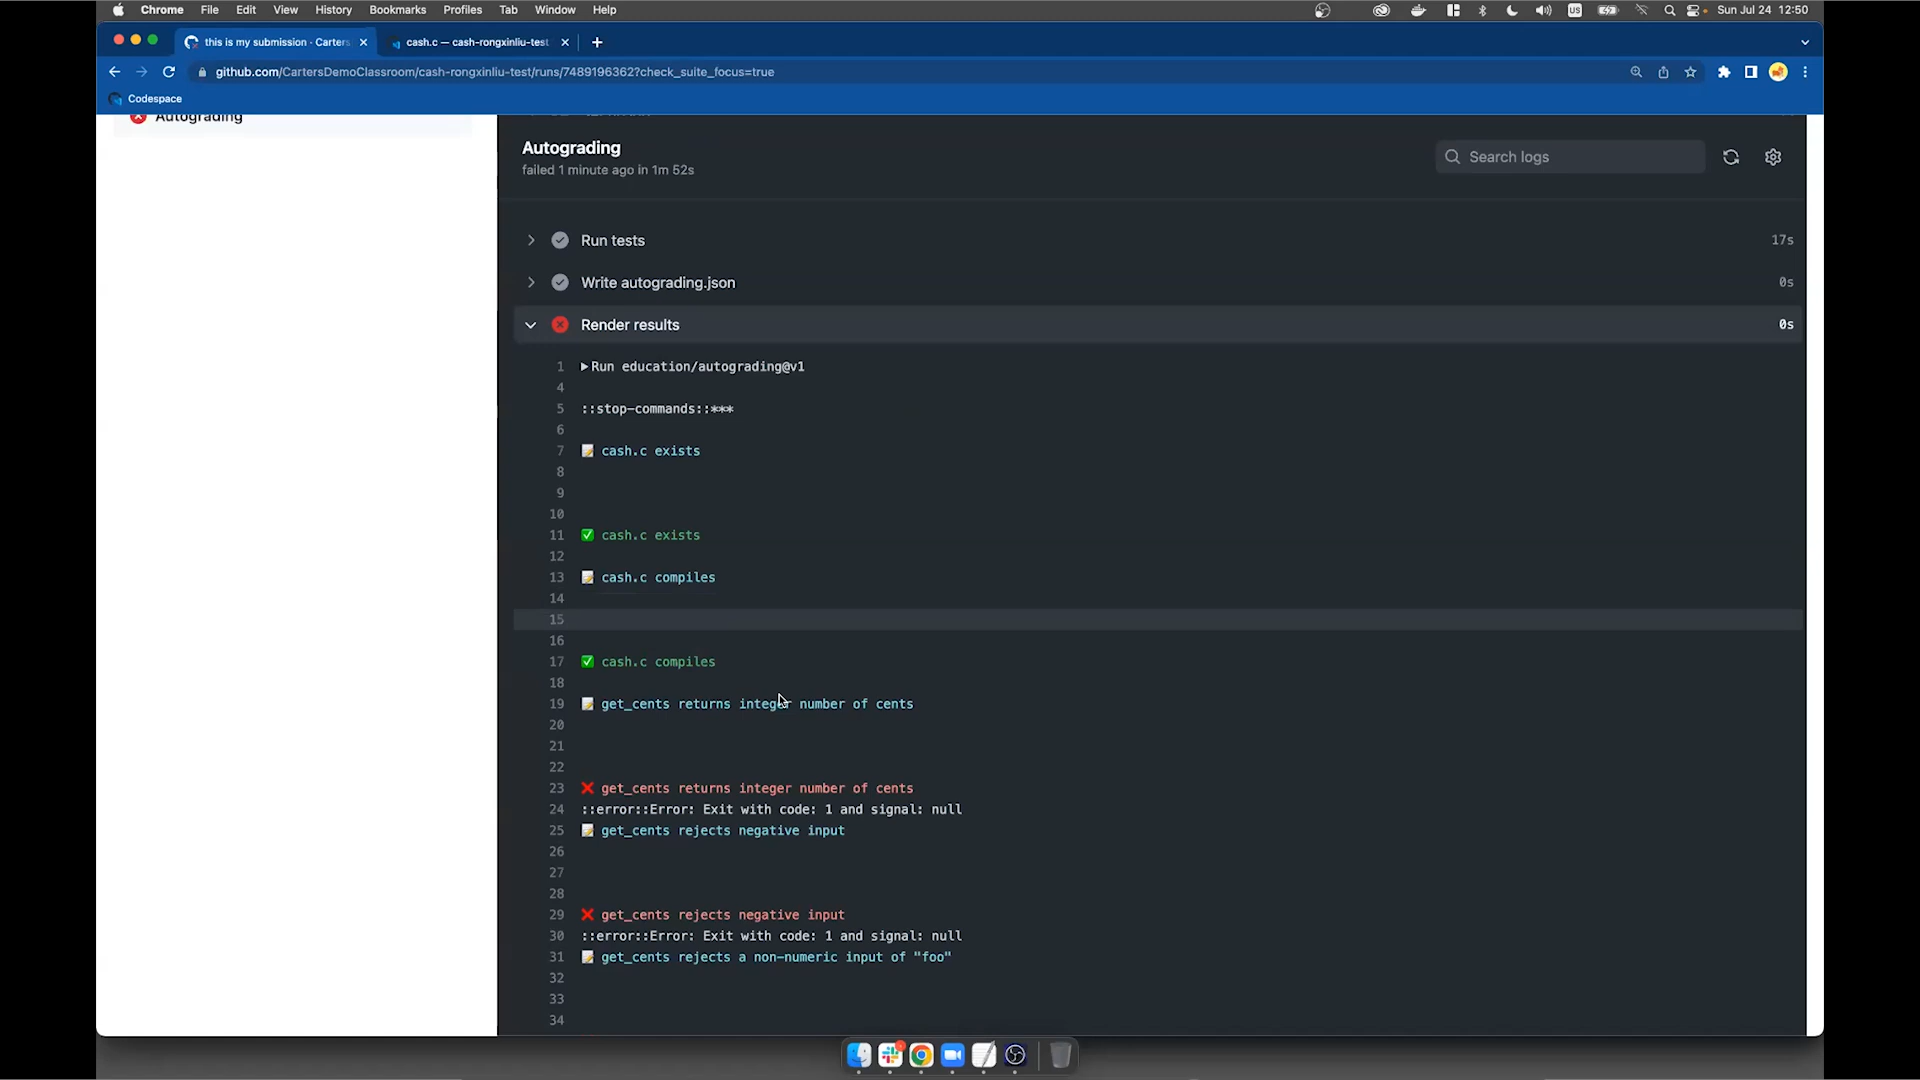 Chrome File Edit View History Bookmarks Profiles Tab Window Help US Sun Jul 24 12:50
this is my submission · Carters
cash.c — cash-rongxinliu-test
github.com/CartersDemoClassroom/cash-rongxinliu-test/runs/7489196362?check_suite_focus=true
Codespace
Autograding
Autograding
failed 1 minute ago in 1m 52s
Search logs
Run tests 17s
Write autograding.json 0s
Render results 0s
1 Run education/autograding@v1
4
5 ::stop-commands::***
6
7 cash.c exists
8
9
10
11 cash.c exists
12
13 cash.c compiles
14
15
16
17 cash.c compiles
18
19 get_cents returns integer number of cents
20
21
22
23 get_cents returns integer number of cents
24 ::error::Error: Exit with code: 1 and signal: null
25 get_cents rejects negative input
26
27
28
29 get_cents rejects negative input
30 ::error::Error: Exit with code: 1 and signal: null
31 get_cents rejects a non-numeric input of "foo"
32
33
34